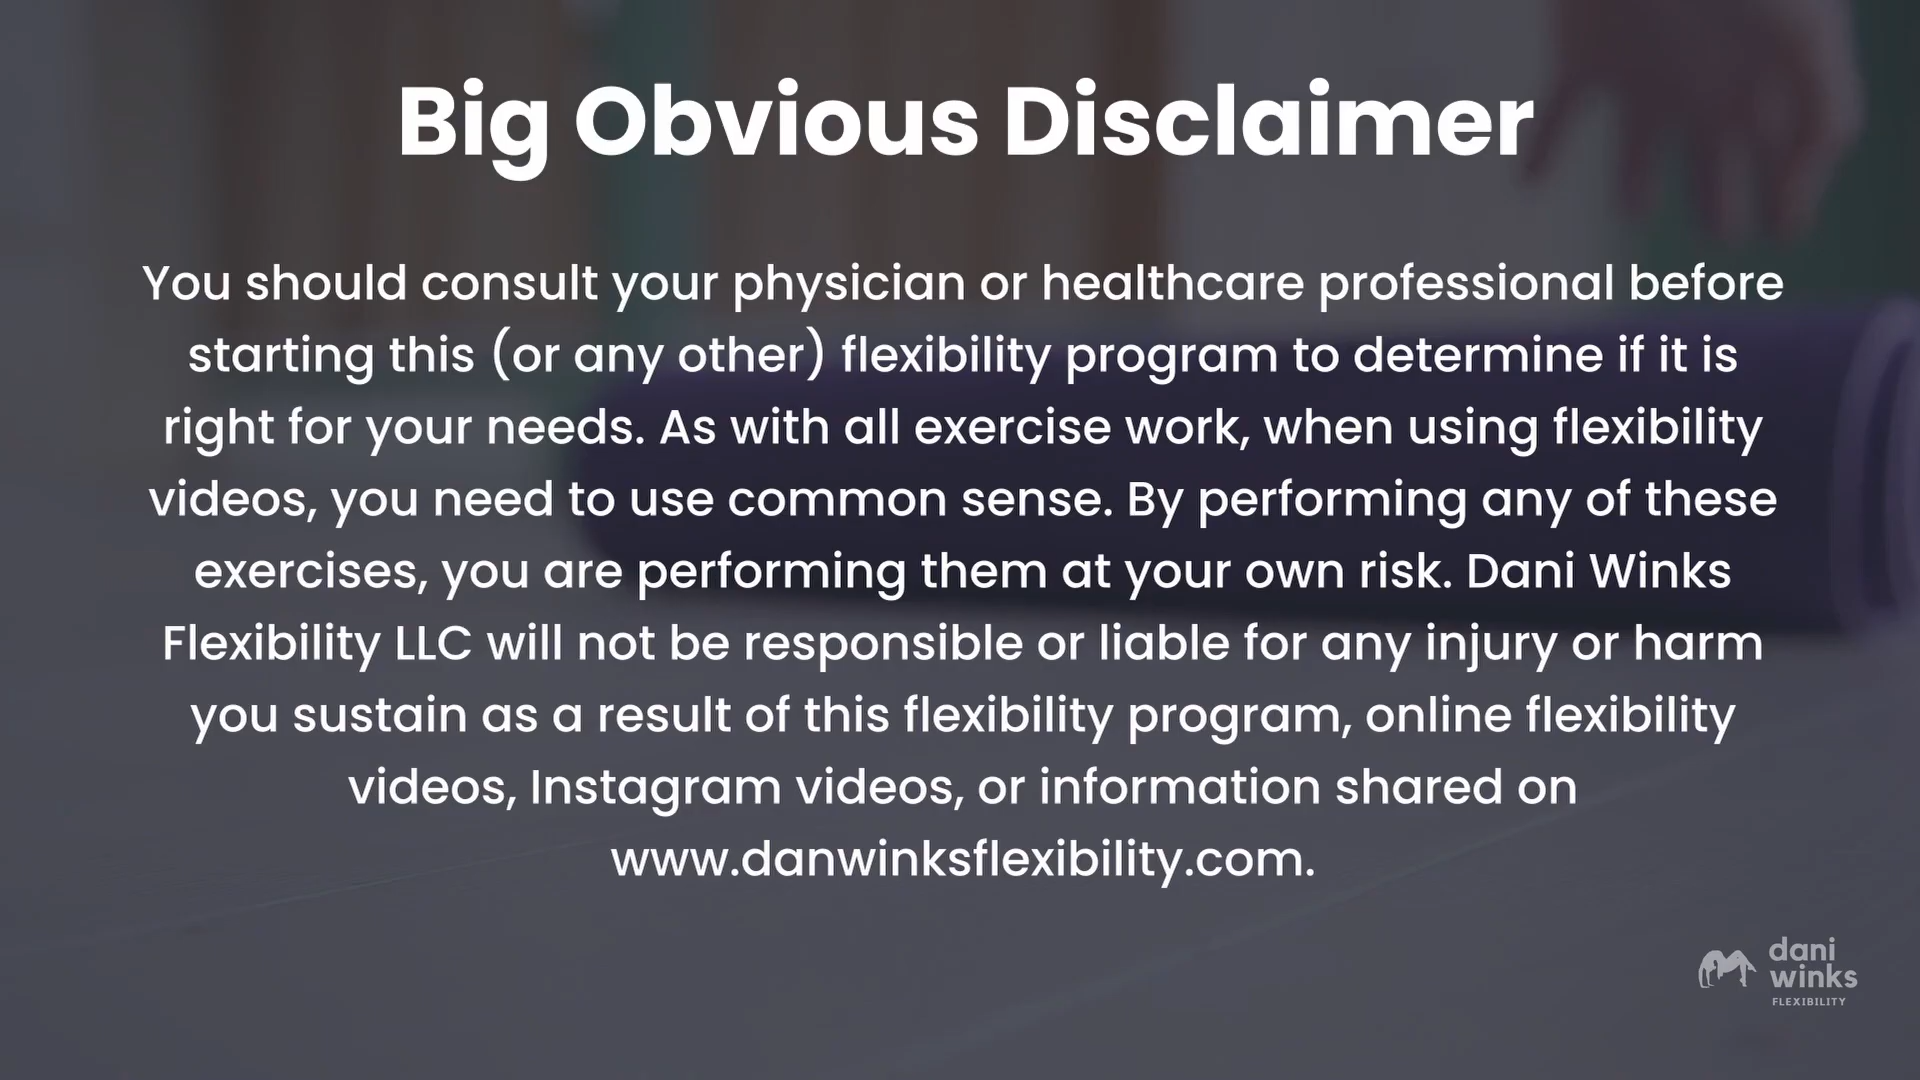 Big Obvious Disclaimer
You should consult your physician or healthcare professional before
starting this (or any other) flexibility program to determine if it is
right for your needs. As with all exercise work, when using flexibility
videos, you need to use common sense. By performing any of these
exercises, you are performing them at your own risk. Dani Winks
Flexibility LLC will not be responsible or liable for any injury or harm
you sustain as a result of this flexibility program, online flexibility
videos, Instagram videos, or information shared on
www.danwinksflexibility.com.
dani
winks
FLEXIBILITY